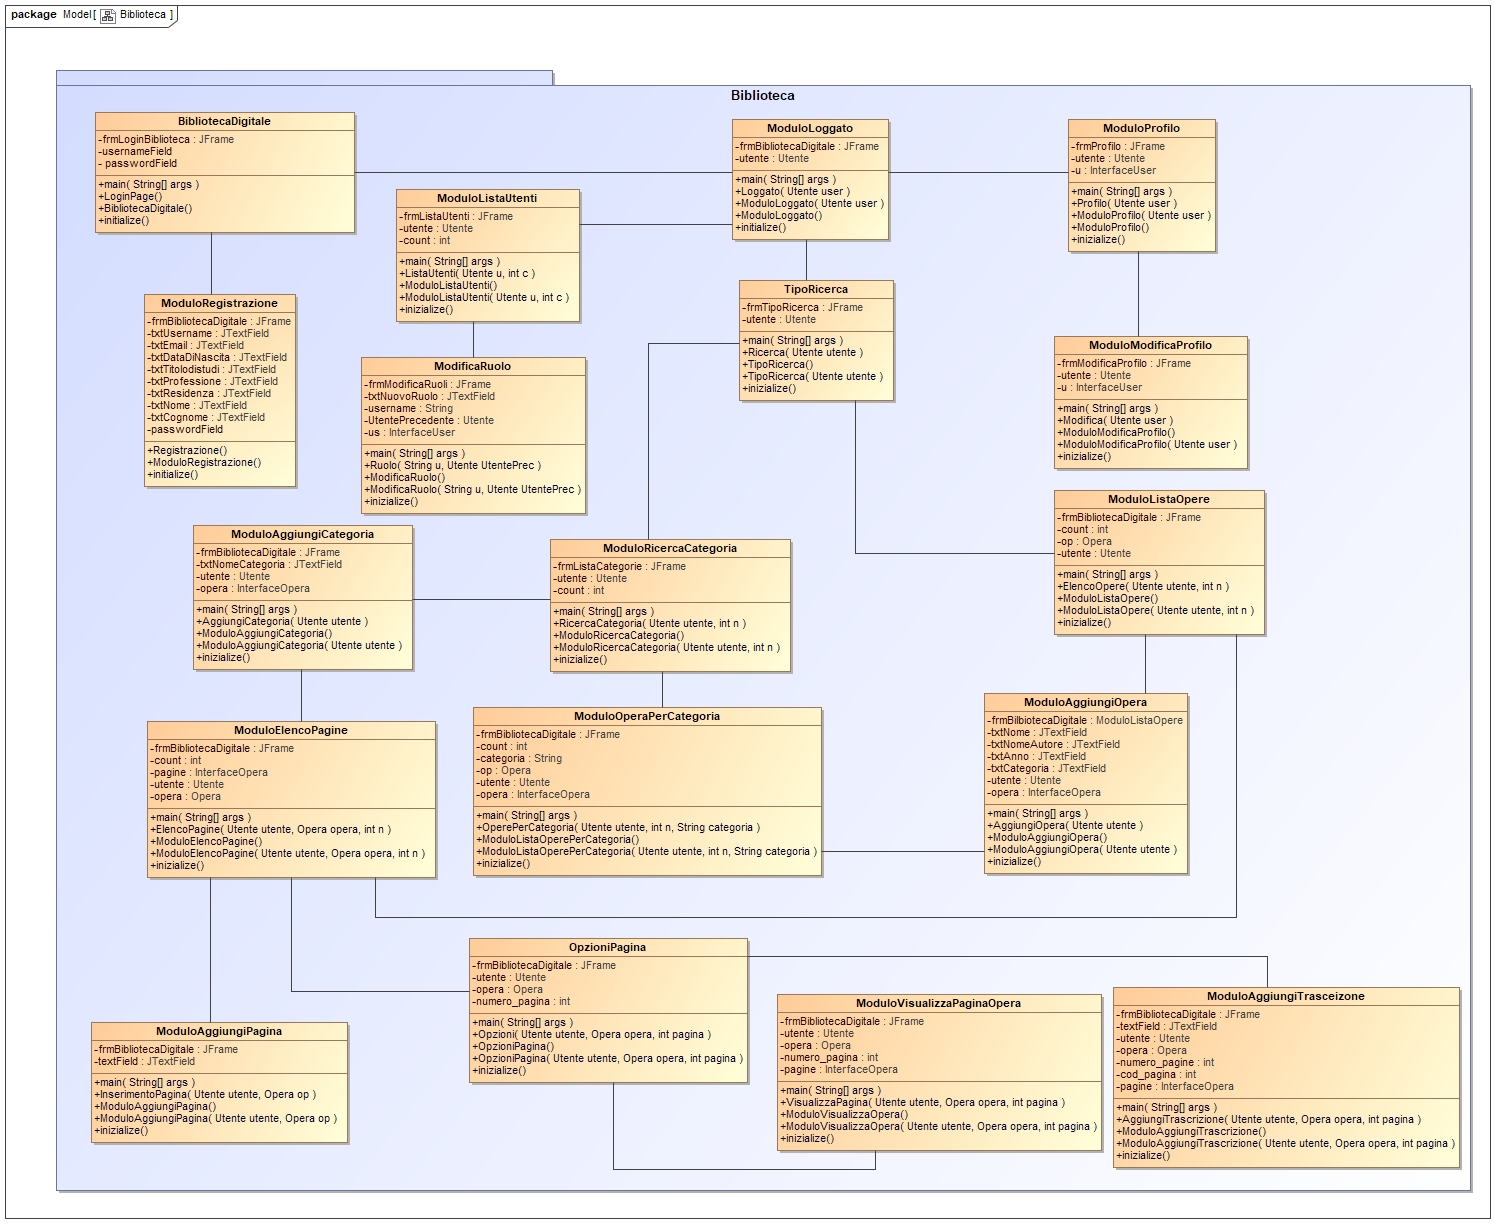 package Model[ Biblioteca ]
Biblioteca
BibliotecaDigitale
-frmLoginBiblioteca : JFrame
-usernameField
- passwordField
+main( String[] args )
+LoginPage()
+BibliotecaDigitale()
+initialize()
ModuloLoggato
-frmBibliotecaDigitale : JFrame
-utente : Utente
+main( String[] args )
+Loggato( Utente user )
+ModuloLoggato( Utente user )
+ModuloLoggato()
+initialize()
ModuloProfilo
-frmProfilo : JFrame
-utente : Utente
-u : InterfaceUser
+main( String[] args )
+Profilo( Utente user )
+ModuloProfilo( Utente user )
+ModuloProfilo()
+inizialize()
ModuloListaUtenti
-frmListaUtenti : JFrame
-utente : Utente
-count : int
+main( String[] args )
+ListaUtenti( Utente u, int c )
+ModuloListaUtenti()
+ModuloListaUtenti( Utente u, int c )
+inizialize()
ModuloRegistrazione
-frmBibliotecaDigitale : JFrame
-txtUsername : JTextField
-txtEmail : JTextField
-txtDataDiNascita : JTextField
-txtTitolodistudi : JTextField
-txtProfessione : JTextField
-txtResidenza : JTextField
-txtNome : JTextField
-txtCognome : JTextField
-passwordField
+Registrazione()
+ModuloRegistrazione()
+initialize()
TipoRicerca
-frmTipoRicerca : JFrame
-utente : Utente
+main( String[] args )
+Ricerca( Utente utente )
+TipoRicerca()
+TipoRicerca( Utente utente )
+inizialize()
ModificaRuolo
-frmModificaRuoli : JFrame
-txtNuovoRuolo : JTextField
-username : String
-UtentePrecedente : Utente
-us : InterfaceUser
+main( String[] args )
+Ruolo( String u, Utente UtentePrec )
+ModificaRuolo()
+ModificaRuolo( String u, Utente UtentePrec )
+inizialize()
ModuloModificaProfilo
-frmModificaProfilo : JFrame
-utente : Utente
-u : InterfaceUser
+main( String[] args )
+Modifica( Utente user )
+ModuloModificaProfilo()
+ModuloModificaProfilo( Utente user )
+inizialize()
ModuloListaOpere
-frmBibliotecaDigitale : JFrame
-count : int
-op : Opera
-utente : Utente
+main( String[] args )
+ElencoOpere( Utente utente, int n )
+ModuloListaOpere()
+ModuloListaOpere( Utente utente, int n )
+inizialize()
ModuloAggiungiCategoria
-frmBibliotecaDigitale : JFrame
-txtNomeCategoria : JTextField
-utente : Utente
-opera : InterfaceOpera
+main( String[] args )
+AggiungiCategoria( Utente utente )
+ModuloAggiungiCategoria()
+ModuloAggiungiCategoria( Utente utente )
+inizialize()
ModuloRicercaCategoria
-frmListaCategorie : JFrame
-utente : Utente
-count : int
+main( String[] args )
+RicercaCategoria( Utente utente, int n )
+ModuloRicercaCategoria()
+ModuloRicercaCategoria( Utente utente, int n )
+inizialize()
ModuloAggiungiOpera
-frmBilbiotecaDigitale : ModuloListaOpere
-txtNome : JTextField
-txtNomeAutore : JTextField
-txtAnno : JTextField
-txtCategoria : JTextField
-utente : Utente
-opera : InterfaceOpera
+main( String[] args )
+AggiungiOpera( Utente utente )
+ModuloAggiungiOpera()
+ModuloAggiungiOpera( Utente utente )
+inizialize()
ModuloElencoPagine
-frmBibliotecaDigitale : JFrame
-count : int
-pagine : InterfaceOpera
-utente : Utente
-opera : Opera
+main( String[] args )
+ElencoPagine( Utente utente, Opera opera, int n )
+ModuloElencoPagine()
+ModuloElencoPagine( Utente utente, Opera opera, int n )
+inizialize()
ModuloOperaPerCategoria
-frmBibliotecaDigitale : JFrame
-count : int
-categoria : String
-op : Opera
-utente : Utente
-opera : InterfaceOpera
+main( String[] args )
+OperePerCategoria( Utente utente, int n, String categoria )
+ModuloListaOperePerCategoria()
+ModuloListaOperePerCategoria( Utente utente, int n, String categoria )
+inizialize()
OpzioniPagina
-frmBibliotecaDigitale : JFrame
-utente : Utente
-opera : Opera
-numero_pagina : int
+main( String[] args )
+Opzioni( Utente utente, Opera opera, int pagina )
+OpzioniPagina()
+OpzioniPagina( Utente utente, Opera opera, int pagina )
+inizialize()
ModuloAggiungiPagina
-frmBibliotecaDigitale : JFrame
-textField : JTextField
+main( String[] args )
+InserimentoPagina( Utente utente, Opera op )
+ModuloAggiungiPagina()
+ModuloAggiungiPagina( Utente utente, Opera op )
+inizialize()
ModuloVisualizzaPaginaOpera
-frmBibliotecaDigitale : JFrame
-utente : Utente
-opera : Opera
-numero_pagina : int
-pagine : InterfaceOpera
+main( String[] args )
+VisualizzaPagina( Utente utente, Opera opera, int pagina )
+ModuloVisualizzaOpera()
+ModuloVisualizzaOpera( Utente utente, Opera opera, int pagina )
+inizialize()
ModuloAggiungiTrasceizone
-frmBibliotecaDigitale : JFrame
-textField : JTextField
-utente : Utente
-opera : Opera
-numero_pagine : int
-cod_pagina : int
-pagine : InterfaceOpera
+main( String[] args )
+AggiungiTrascrizione( Utente utente, Opera opera, int pagina )
+ModuloAggiungiTrascrizione()
+ModuloAggiungiTrascrizione( Utente utente, Opera opera, int pagina )
+inizialize()